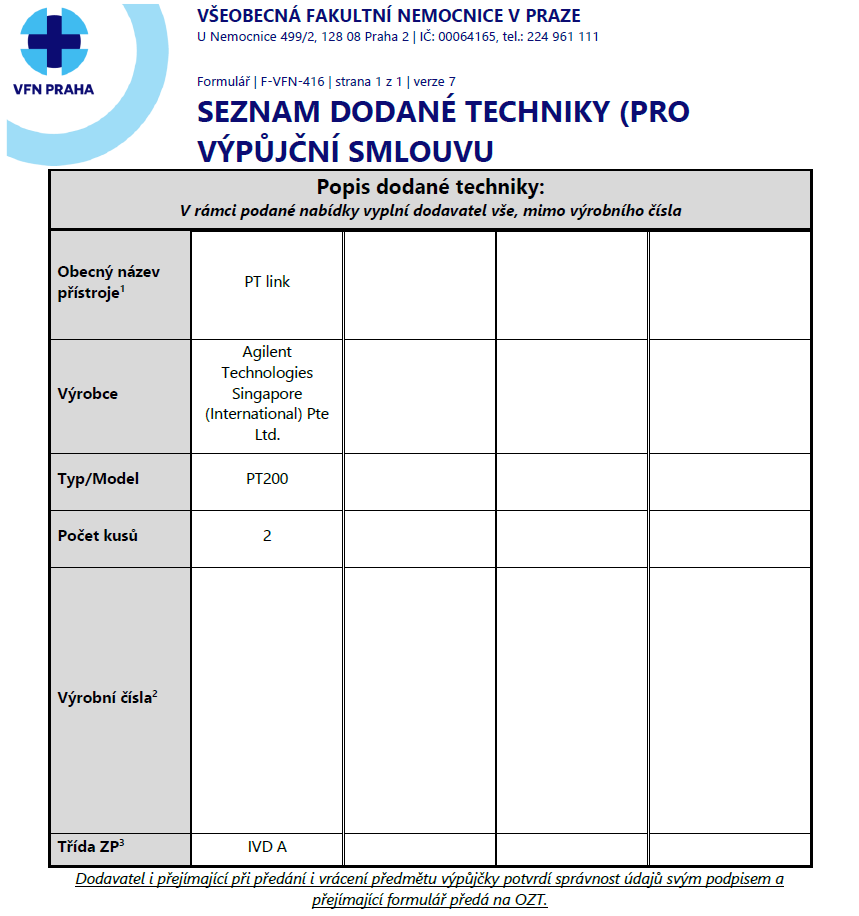 VFN PRAHA
VŠEOBECNÁ FAKULTNÍ NEMOCNICE V PRAZE
U Nemocnice 499/2, 128 08 Praha 2 | IČ: 00064165, tel.: 224 961 111
Formulář | F-VFN-416 | strana 1 z 1 | verze 7
SEZNAM DODANÉ TECHNIKY (PRO
VÝPŮJČNÍ SMLOUVU
Popis dodané techniky:
V rámci podané nabídky vyplní dodavatel vše, mimo výrobního čísla
Obecný název
přístroje1
PT link
Výrobce
Agilent
Technologies
Singapore
(International) Pte
Ltd.
Typ/Model
PT200
Počet kusů
2
Výrobní čísla2
Třída ZP3
IVD A
Dodavatel i přejímající při předání i vrácení předmětu výpůjčky potvrdí správnost údajů svým podpisem a
přejímající formulář předá na OZT.